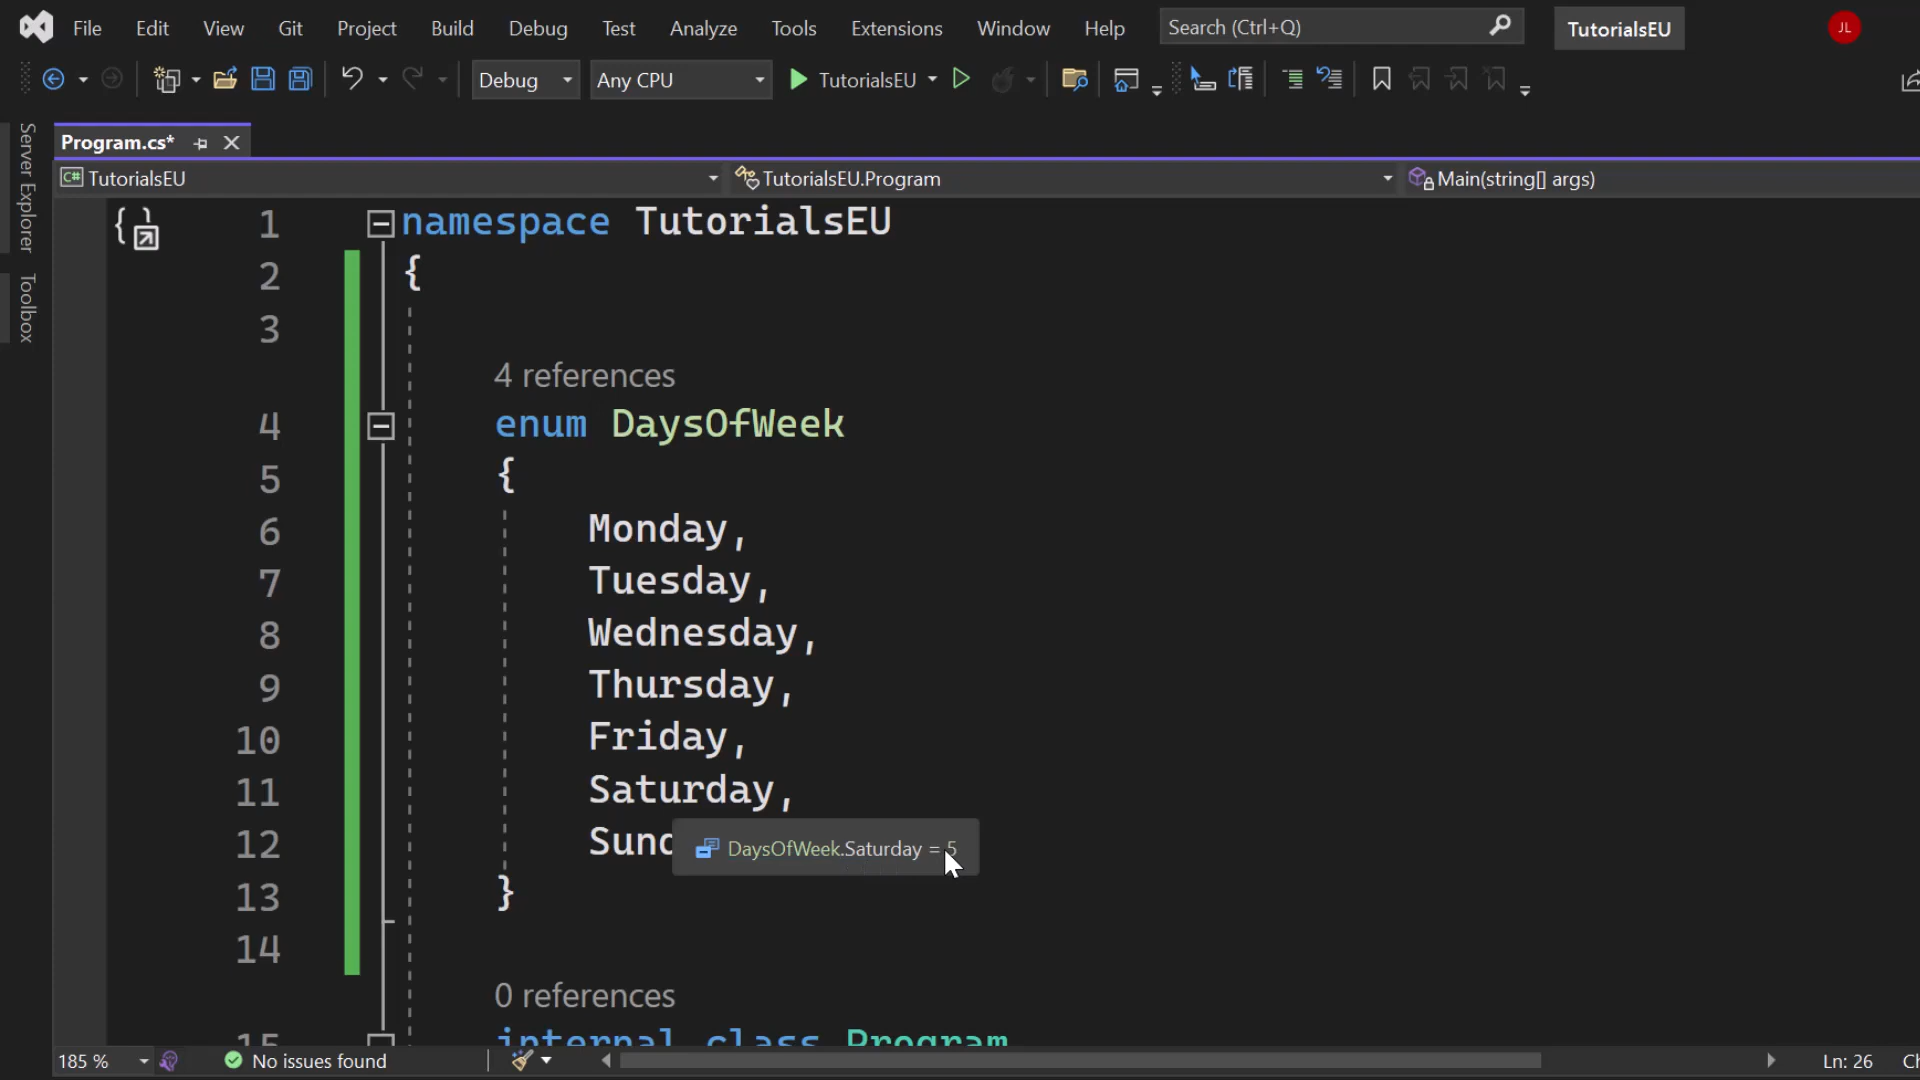 File Edit View Git Project Build Debug Test Analyze Tools Extensions Window Help Search (Ctrl+Q) TutorialsEU JL
Debug Any CPU TutorialsEU
Server Explorer
Toolbox
Program.cs*
C# TutorialsEU TutorialsEU.Program Main(string[] args)
1 namespace TutorialsEU
2 {
3
4 references
4 enum DaysOfWeek
5 {
6 Monday,
7 Tuesday,
8 Wednesday,
9 Thursday,
10 Friday,
11 Saturday,
12 Sund
DaysOfWeek.Saturday = 5
13 }
14
0 references
15 internal class Program
185 % No issues found Ln: 26 Ch